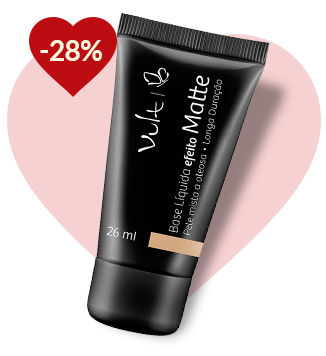 -28%
Vult
Base Líquida efeito Matte
Pele mista a oleosa • Longa Duração
26 ml